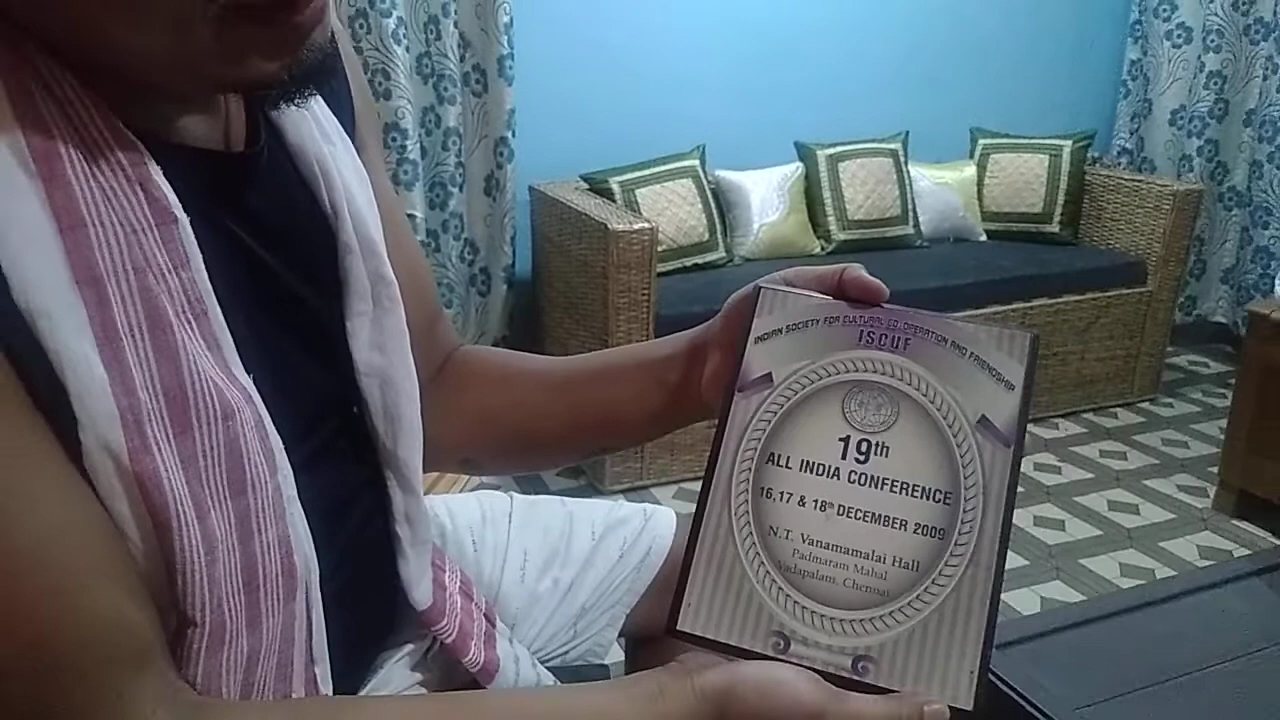 INDIAN SOCIETY FOR CULTURAL CO-OPERATION AND FRIENDSHIP
ISCUF
19th
ALL INDIA CONFERENCE
16,17 & 18th DECEMBER 2009
N.T. Vanamamalai Hall
Padmaram Mahal
Vadapalani, Chennai